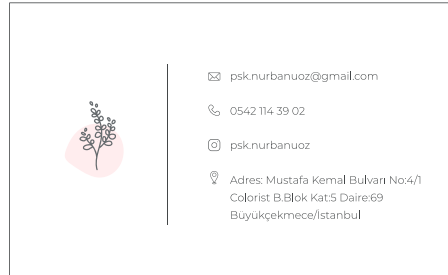 psk.nurbanuoz@gmail.com
0542 114 39 02
psk.nurbanuoz
Adres: Mustafa Kemal Bulvarı No:4/1
Colorist B.Blok Kat:5 Daire:69
Büyükçekmece/İstanbul